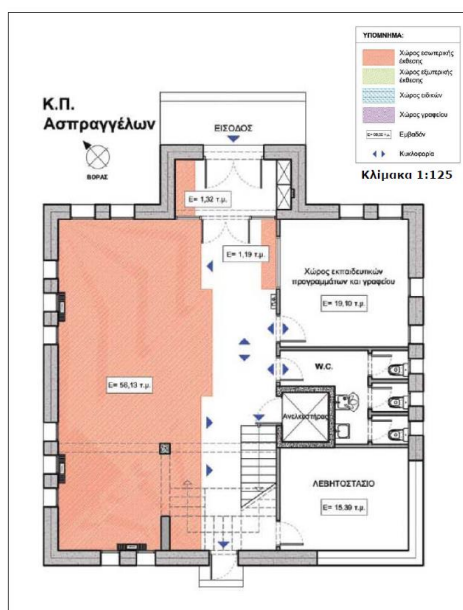 ΥΠΟΜΝΗΜΑ:
Χώρος εσωτερικής
έκθεσης
Χώρος εξωτερικής
έκθεσης
Χώρος ειδικών
Χώρος γραφείου
Εμβαδόν
Κυκλοφορία
Κλίμακα 1:125
Κ.Π.
Ασπραγγέλων
ΒΟΡΑΣ
ΕΙΣΟΔΟΣ
Ε= 1,32 τ.μ.
Ε= 1,19 τ.μ.
Χώρος εκπαιδευτικών
προγραμμάτων και γραφείου
Ε= 19,10 τ.μ.
Ε= 58,13 τ.μ.
W.C.
Ανελκυστήρας
ΛΕΒΗΤΟΣΤΑΣΙΟ
Ε= 15,39 τ.μ.